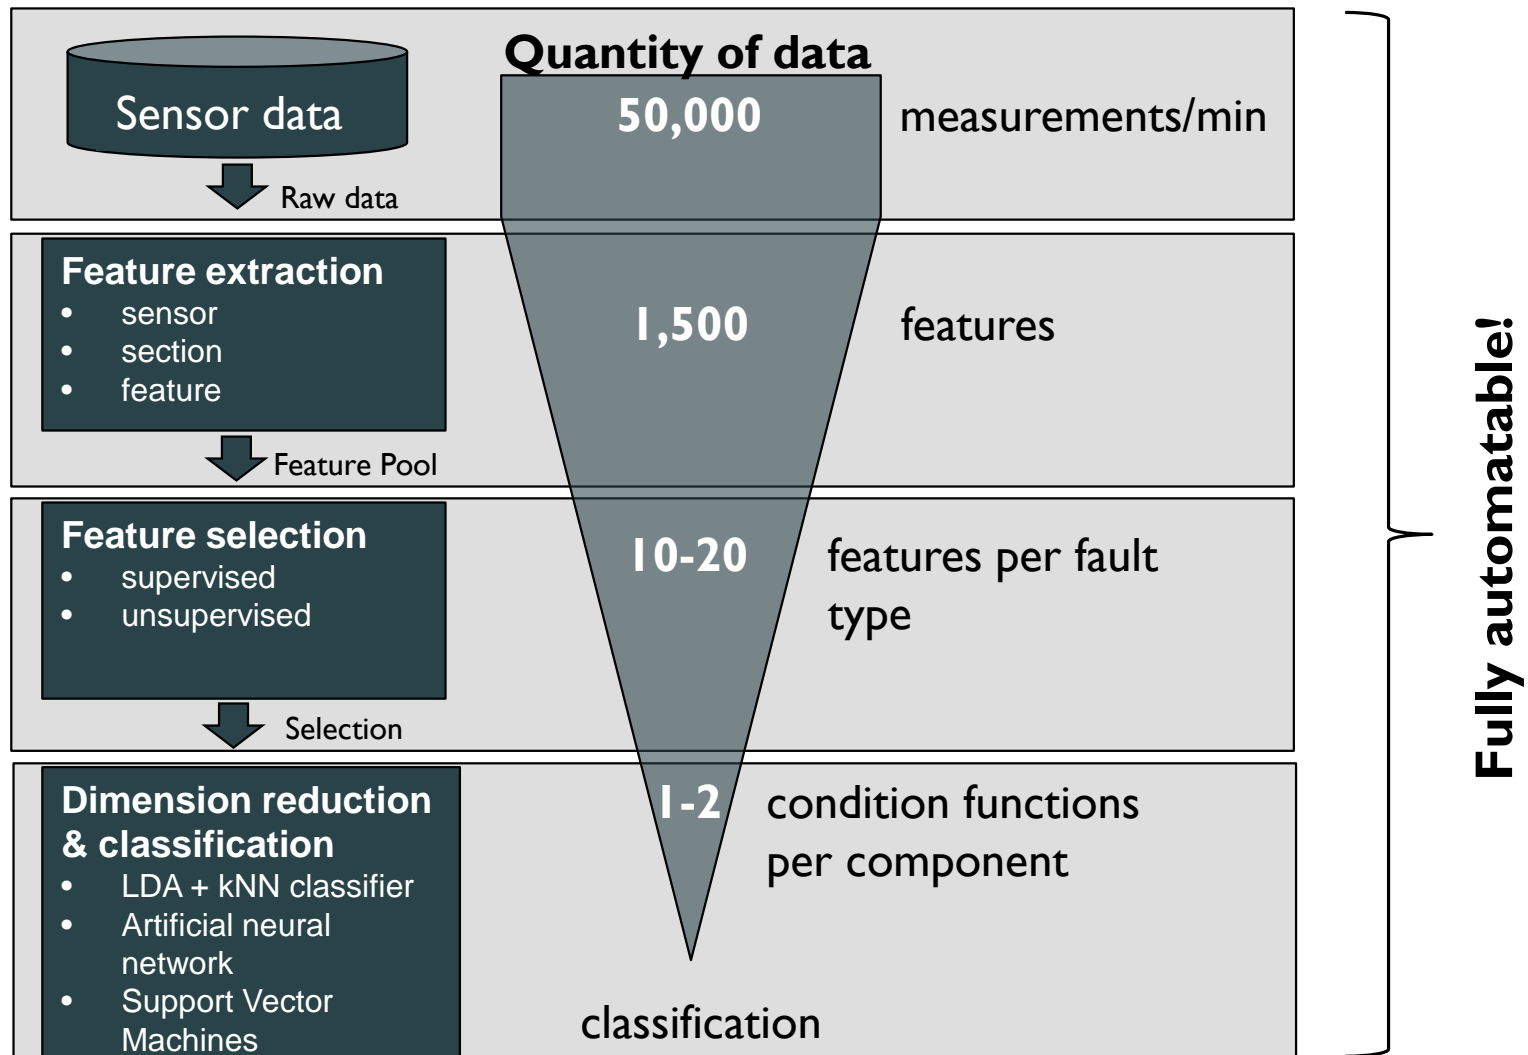 Quantity of data
Sensor data
50,000
measurements/min
Raw data
Feature extraction
• sensor
• section
• feature
1,500
features
Feature Pool
Feature selection
• supervised
• unsupervised
10-20
features per fault
type
Selection
Dimension reduction
& classification
• LDA + kNN classifier
• Artificial neural
network
• Support Vector
Machines
1-2
condition functions
per component
classification
Fully automatable!